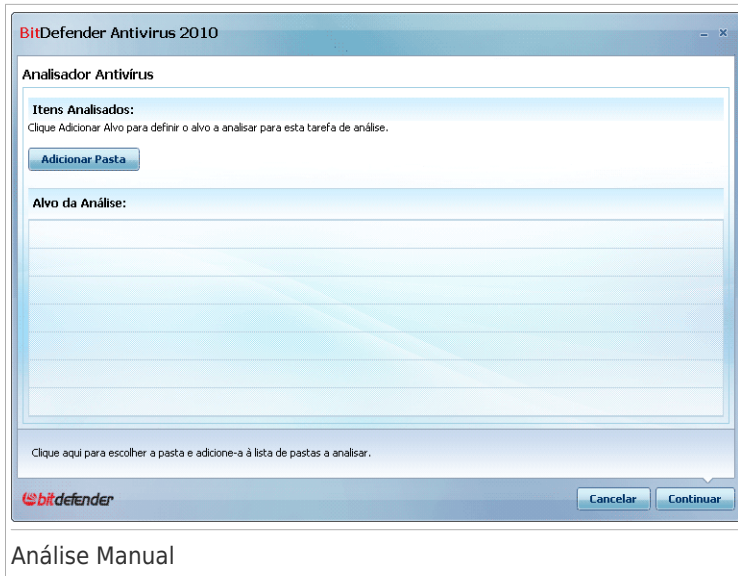 BitDefender Antivirus 2010
Analisador Antivírus
Itens Analisados:
Clique Adicionar Alvo para definir o alvo a analisar para esta tarefa de análise.
Adicionar Pasta
Alvo da Análise:
Clique aqui para escolher a pasta e adicione-a à lista de pastas a analisar.
bitdefender
Cancelar Continuar
Análise Manual